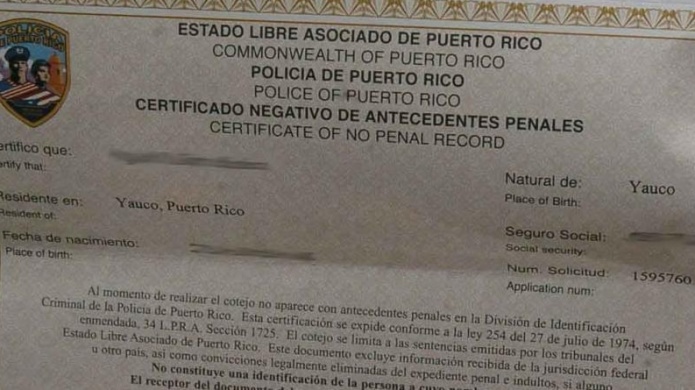 POLICIA
DE PUERTO RICO
ESTADO LIBRE ASOCIADO DE PUERTO RICO
COMMONWEALTH OF PUERTO RICO
POLICIA DE PUERTO RICO
POLICE OF PUERTO RICO
CERTIFICADO NEGATIVO DE ANTECEDENTES PENALES
CERTIFICATE OF NO PENAL RECORD
ertifico que:
ertify that:
Natural de: Yauco
Place of Birth:
Residente en: Yauco, Puerto Rico
Resident of:
Seguro Social:
Social security:
Fecha de nacimiento:
Place of birth:
Num. Solicitud: 1595760
Application num:
Al momento de realizar el cotejo no aparece con antecedentes penales en la División de Identificación
Criminal de la Policia de Puerto Rico. Esta certificación se expide conforme a la ley 254 del 27 de julio de 1974, según
enmendada, 34 L.P.R.A. Sección 1725. El cotejo se limita a las sentencias emitidas por los tribunales del
Estado Libre Asociado de Puerto Rico. Este documento excluye información recibida de la jurisdicción federal
u otro país, así como convicciones legalmente eliminadas del expediente penal e indultos, si alguno
No constituye una identificación de la persona a cuyo
El receptor del documento